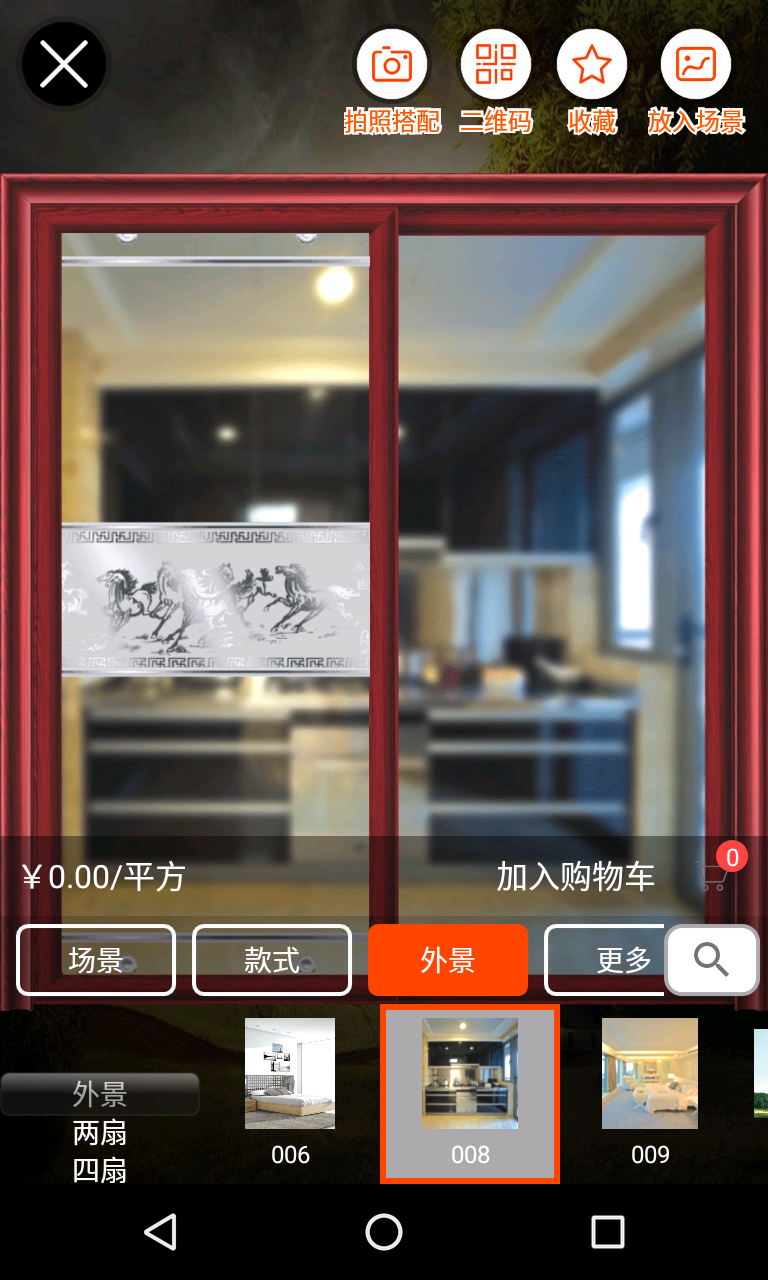 拍照搭配 二维码 收藏 放入场景
￥0.00/平方 加入购物车 0
场景 款式 外景 更多
外景
两扇
四扇
006 008 009